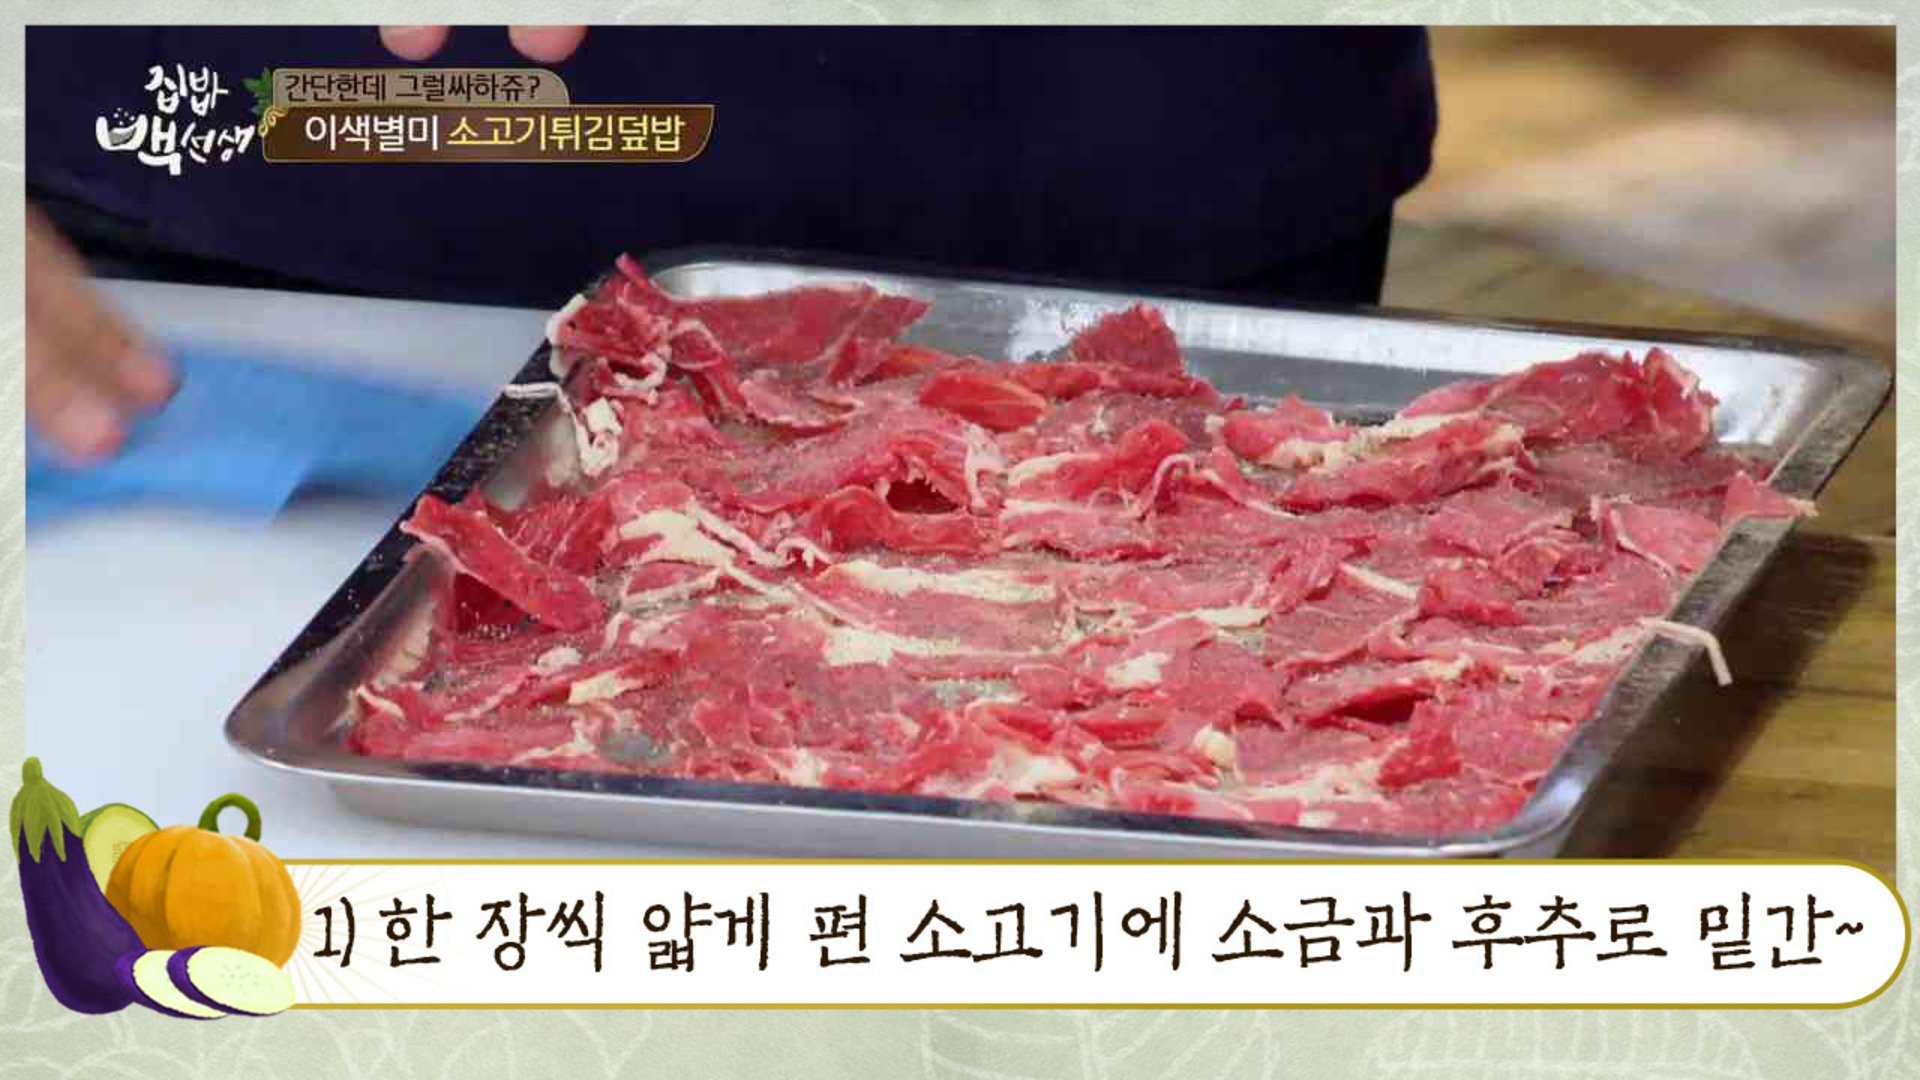 집밥
백선생
간단한데 그럴싸하쥬?
이색별미 소고기튀김덮밥
1) 한 장씩 얇게 편 소고기에 소금과 후추로 밑간~